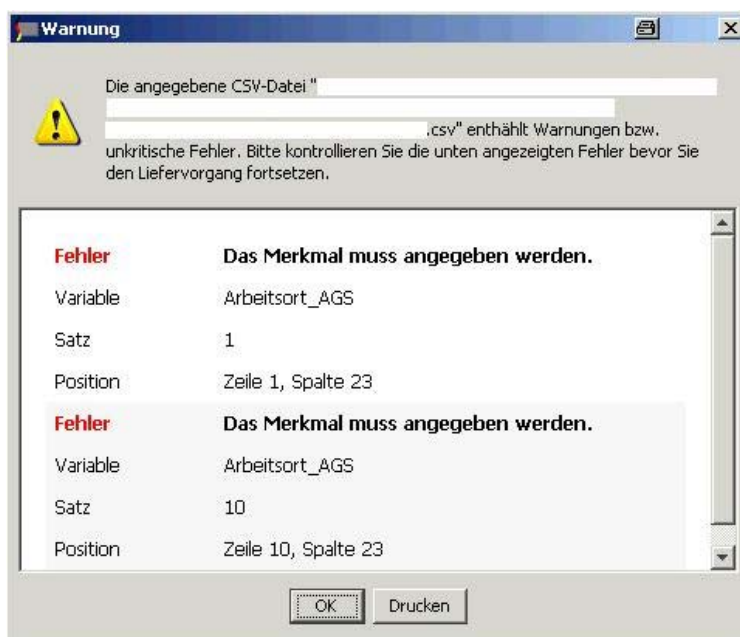 Warnung
Die angegebene CSV-Datei "
.csv" enthählt Warnungen bzw.
unkritische Fehler. Bitte kontrollieren Sie die unten angezeigten Fehler bevor Sie
den Liefervorgang fortsetzen.
Fehler Das Merkmal muss angegeben werden.
Variable Arbeitsort_AGS
Satz 1
Position Zeile 1, Spalte 23
Fehler Das Merkmal muss angegeben werden.
Variable Arbeitsort_AGS
Satz 10
Position Zeile 10, Spalte 23
OK Drucken